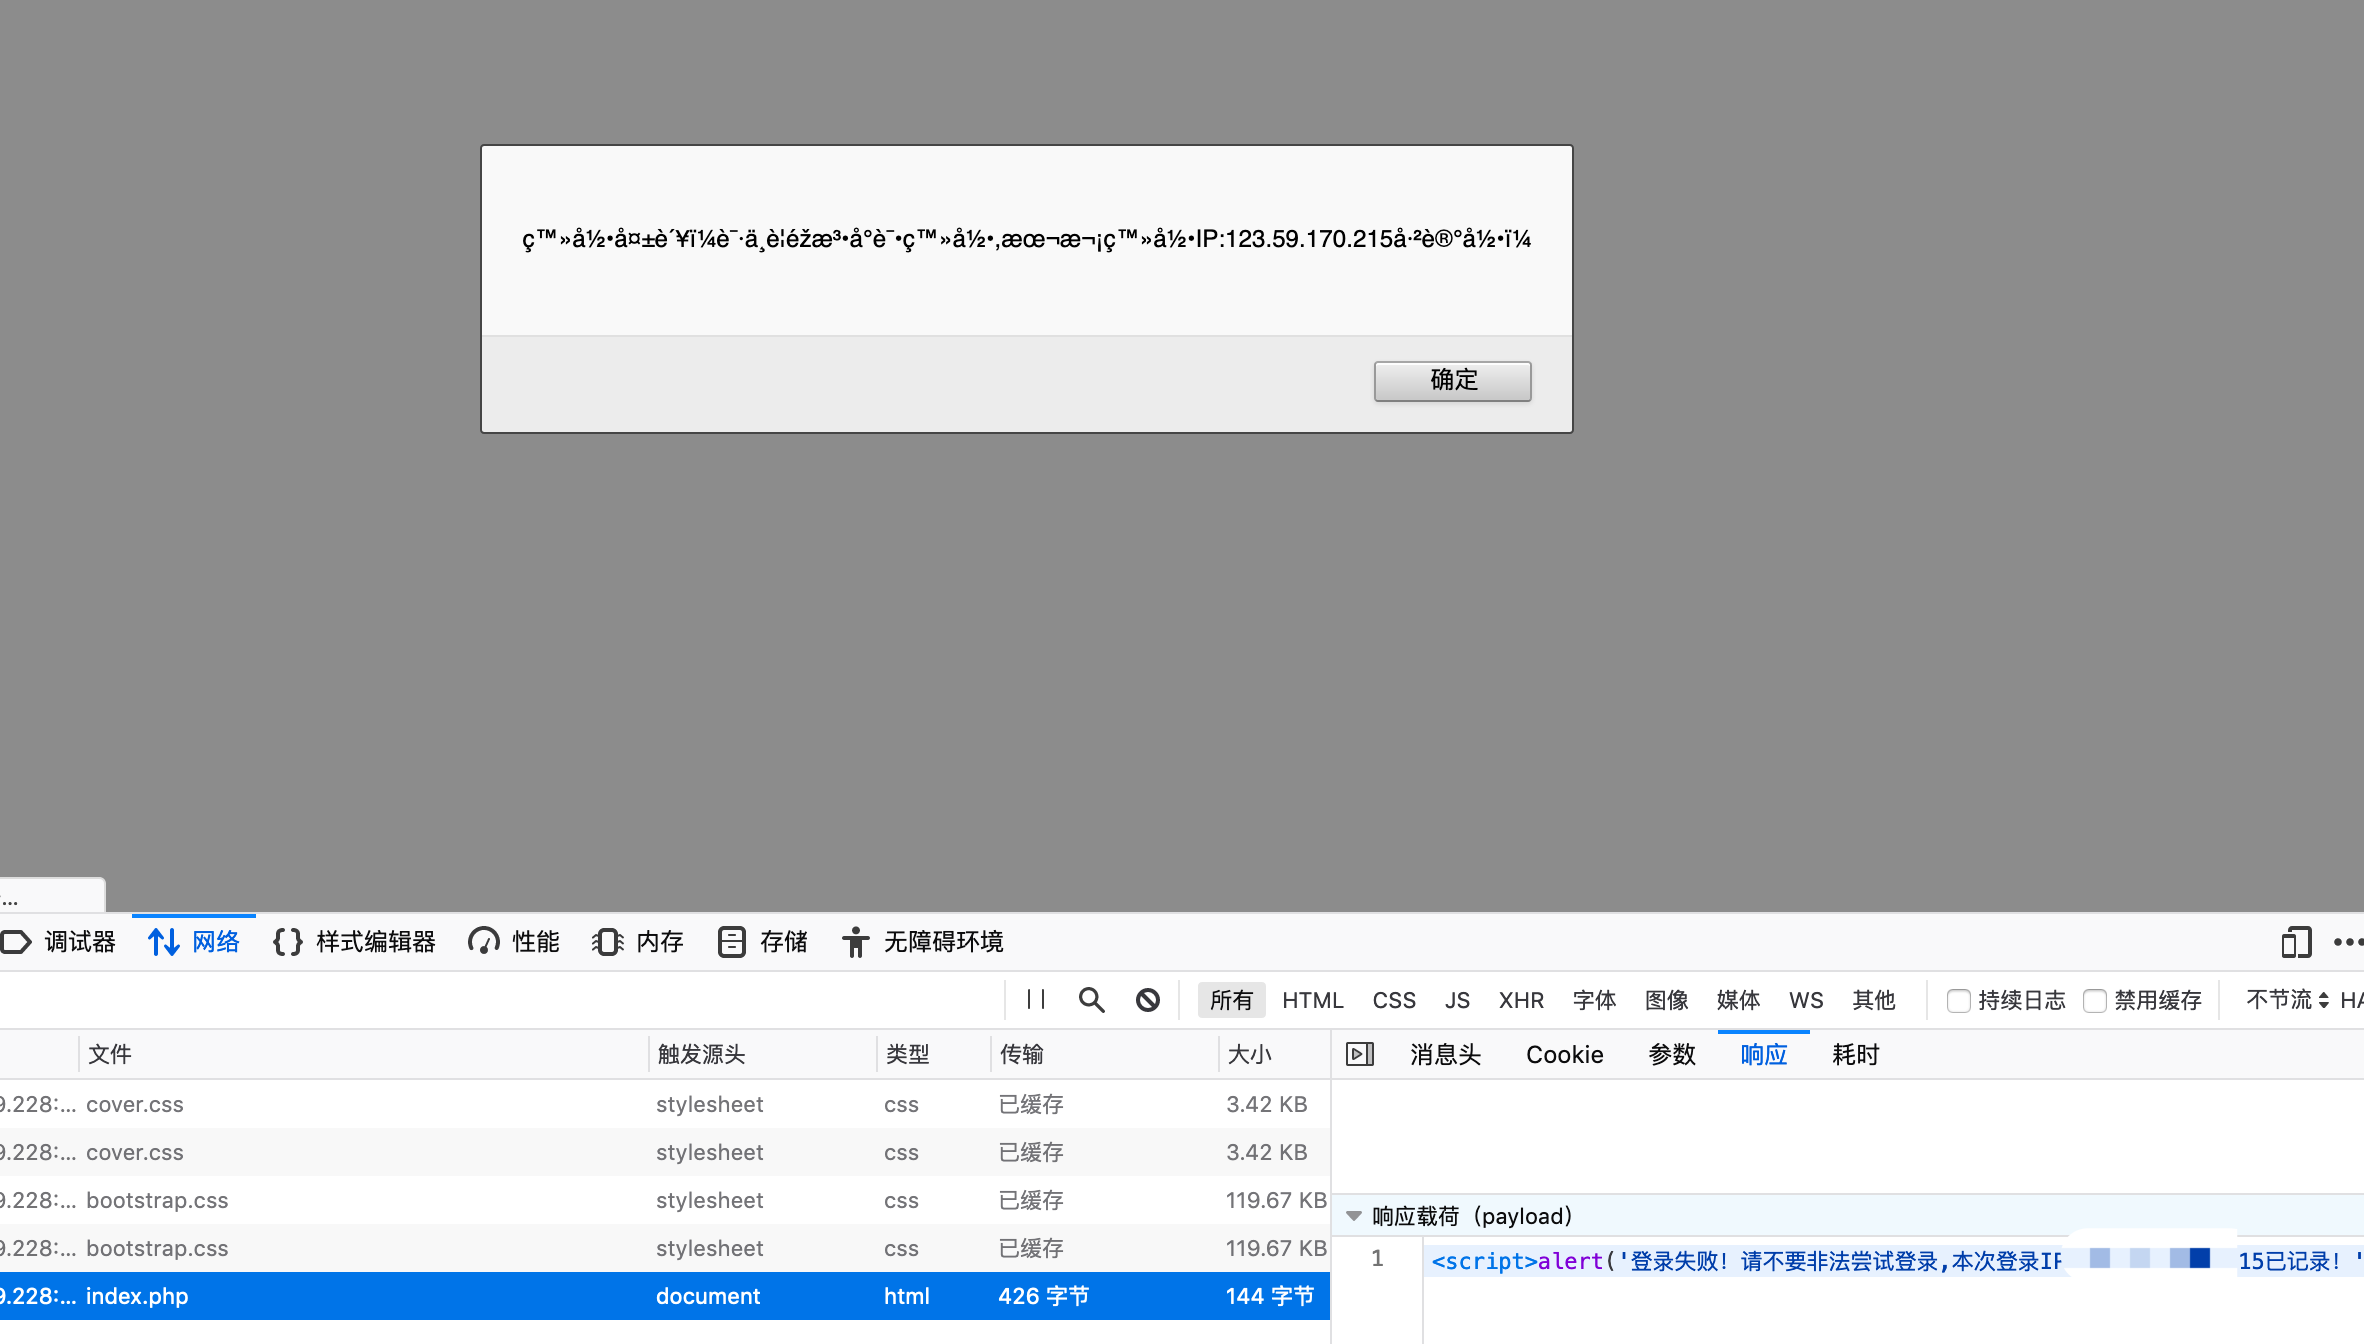 ç™»å½•å¤±è´¥ï¼è¯·ä¸è¦éžæ³•å°è¯•ç™»å½•,æœ¬æ¬¡ç™»å½•IP:123.59.170.215å·²è®°å½•ï¼
确定
...
调试器 网络 样式编辑器 性能 内存 存储 无障碍环境
所有 HTML CSS JS XHR 字体 图像 媒体 WS 其他 持续日志 禁用缓存 不节流 HA
文件 触发源头 类型 传输 大小
消息头 Cookie 参数 响应 耗时
9.228:... cover.css stylesheet css 已缓存 3.42 KB
9.228:... cover.css stylesheet css 已缓存 3.42 KB
9.228:... bootstrap.css stylesheet css 已缓存 119.67 KB
9.228:... bootstrap.css stylesheet css 已缓存 119.67 KB
9.228:... index.php document html 426 字节 144 字节
响应载荷（payload）
1 <script>alert('登录失败！请不要非法尝试登录,本次登录IP 15已记录！'